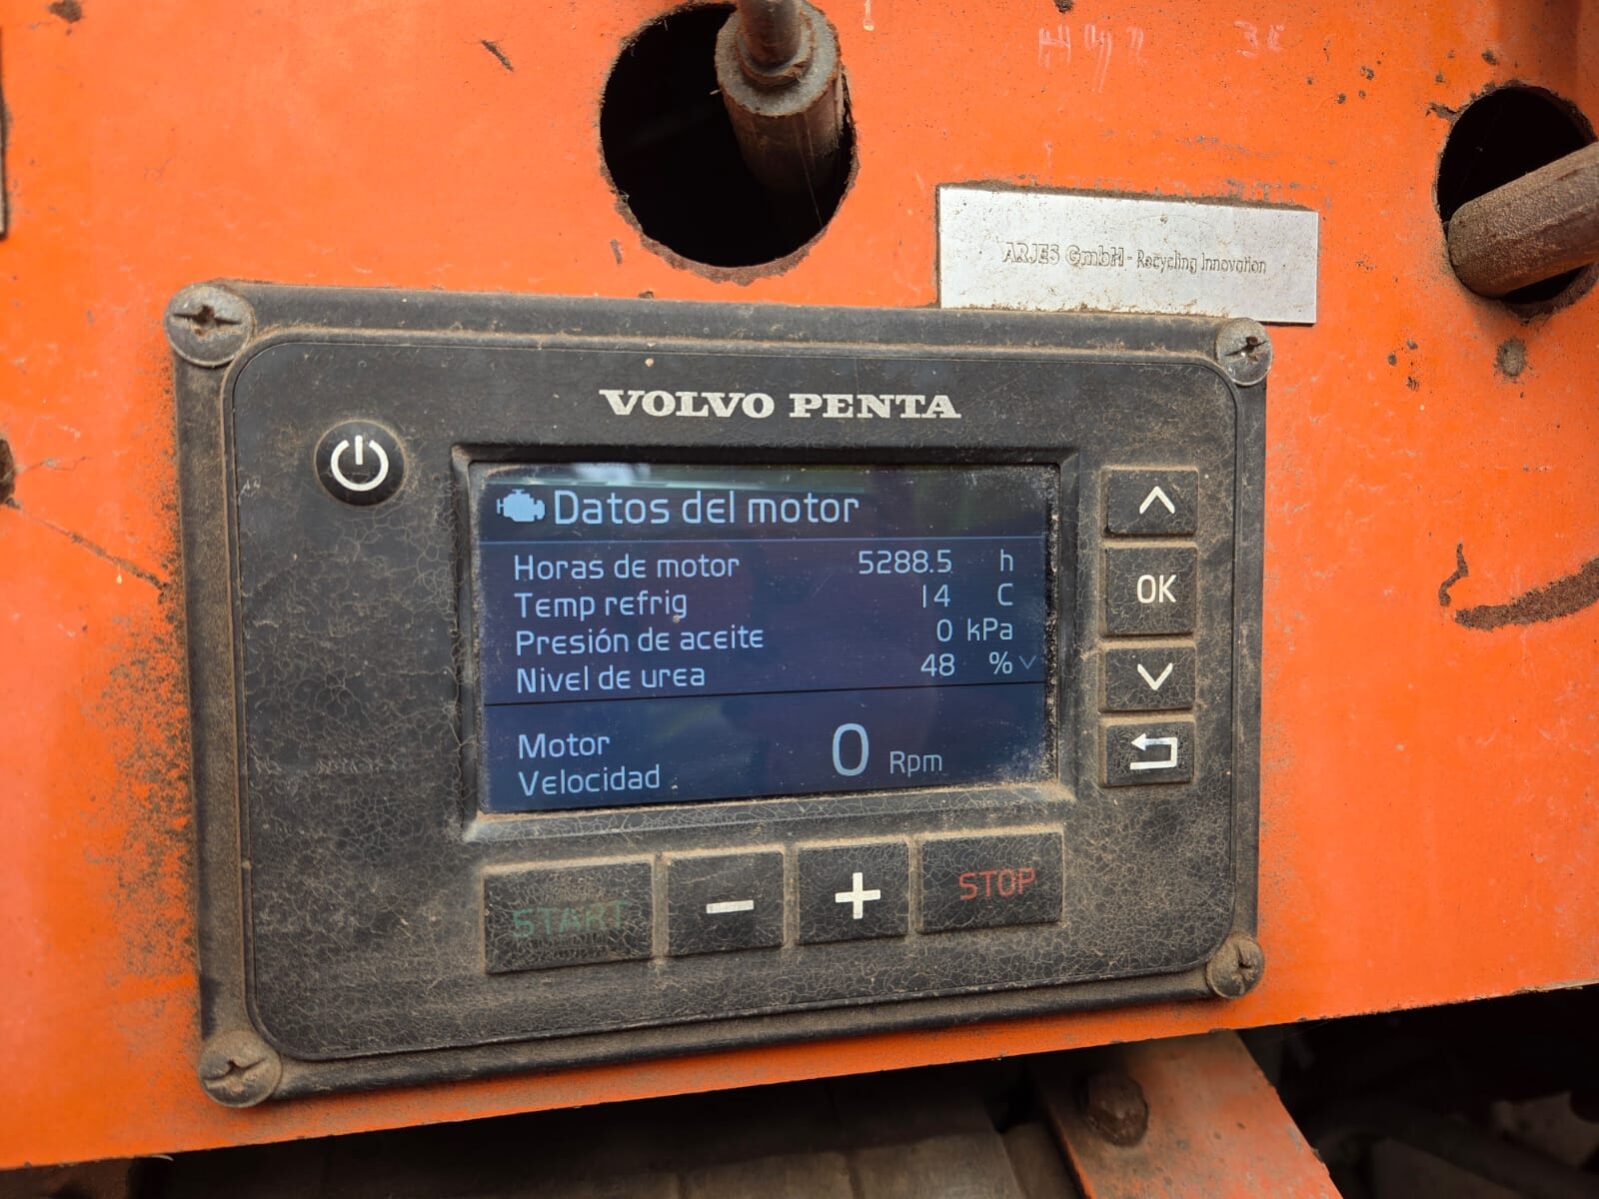 ARJES GmbH - Recycling Innovation
VOLVO PENTA
Datos del motor
Horas de motor 5288.5 h
Temp refrig 14 C
Presión de aceite 0 kPa
Nivel de urea 48 %
Motor
Velocidad 0 Rpm
OK
START − + STOP